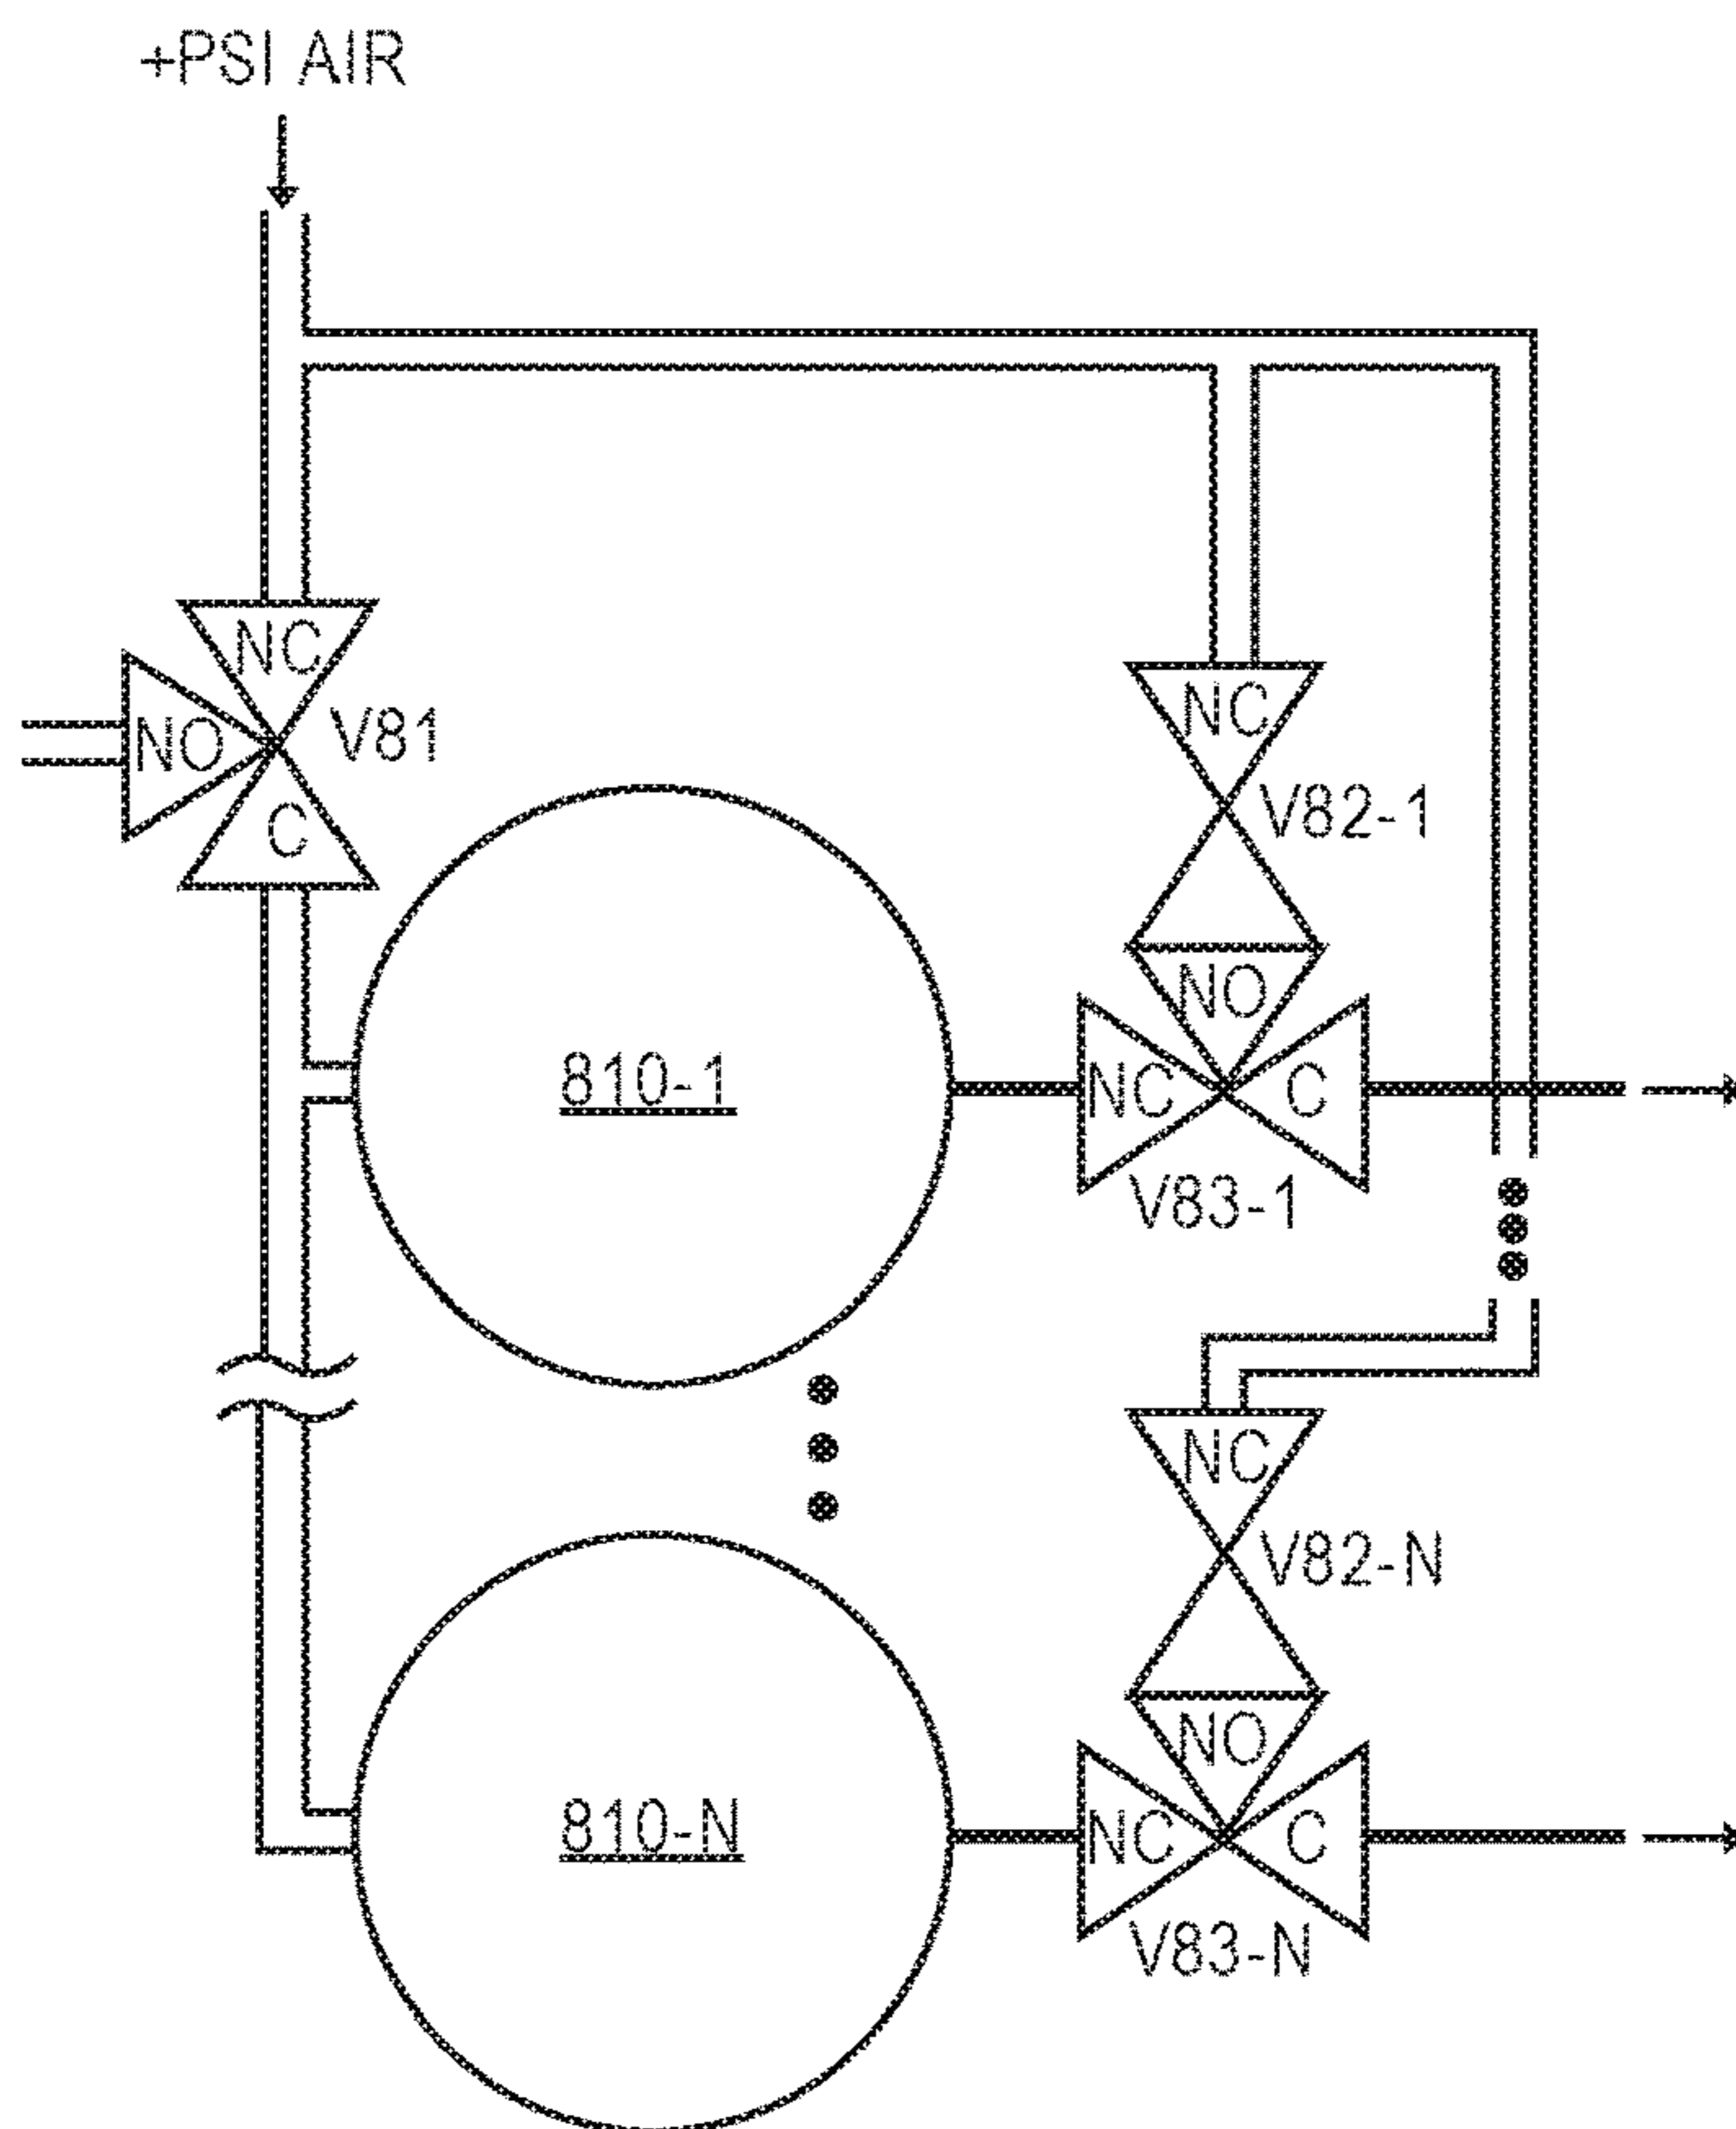 +PSI AIR
NC
NO
V81
C
NC
V82-1
NO
810-1
NC
C
V83-1
NC
V82-N
NO
810-N
NC
C
V83-N